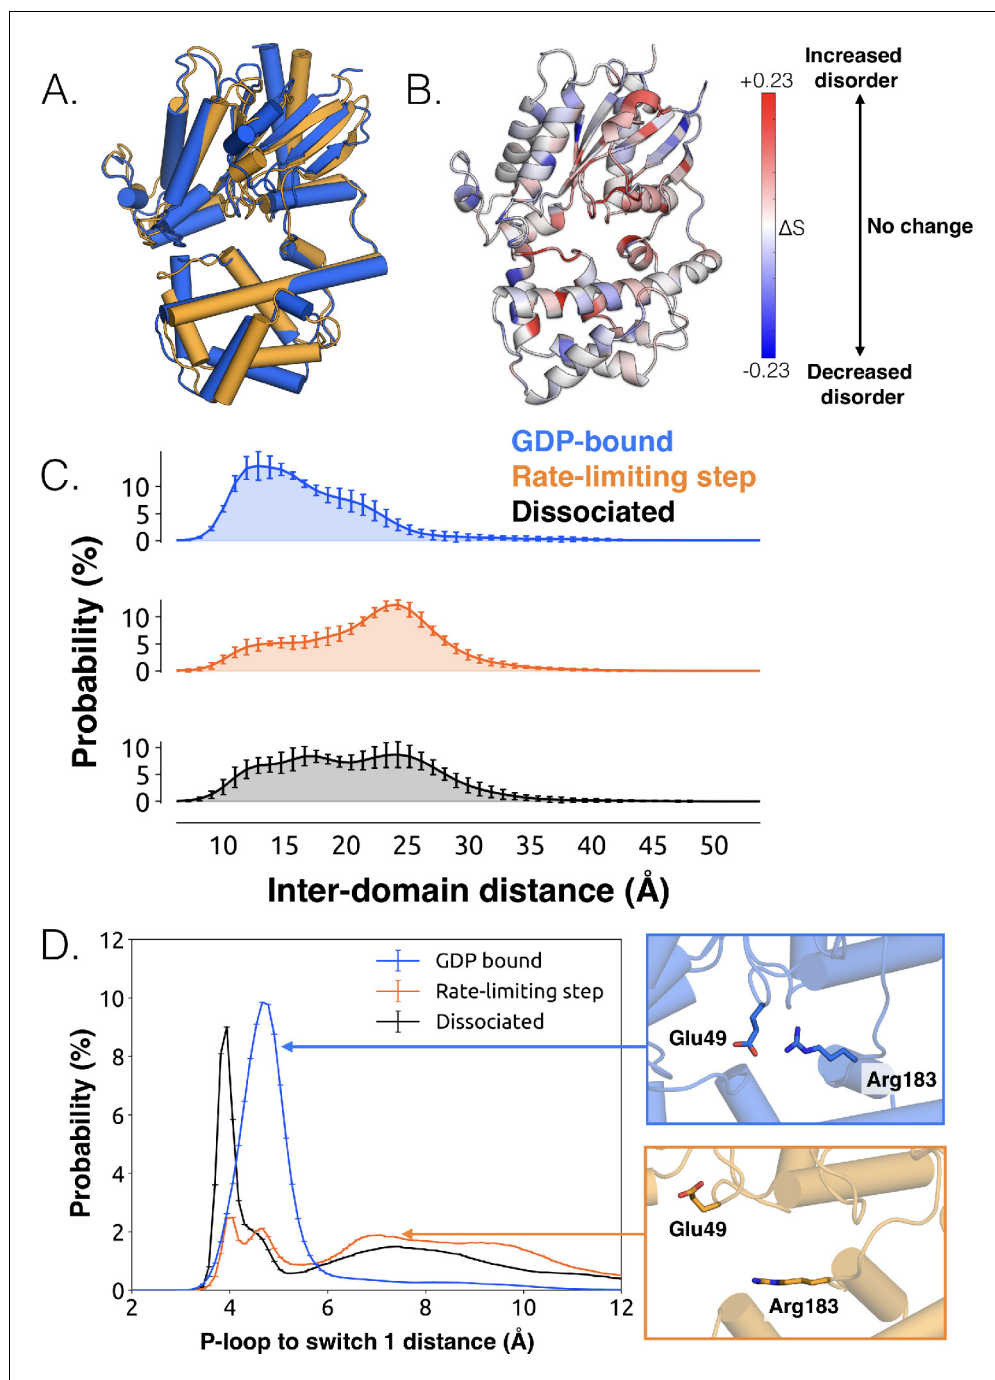 A.
B.
+0.23
ΔS
-0.23
Increased
disorder
No change
Decreased
disorder
C.
GDP-bound
Rate-limiting step
Dissociated
Probability (%)
10
5
0
10
5
0
10
5
0
10 15 20 25 30 35 40 45 50
Inter-domain distance (Å)
D.
Probability (%)
12
10
8
6
4
2
0
2 4 6 8 10 12
P-loop to switch 1 distance (Å)
GDP bound
Rate-limiting step
Dissociated
Glu49
Arg183
Glu49
Arg183